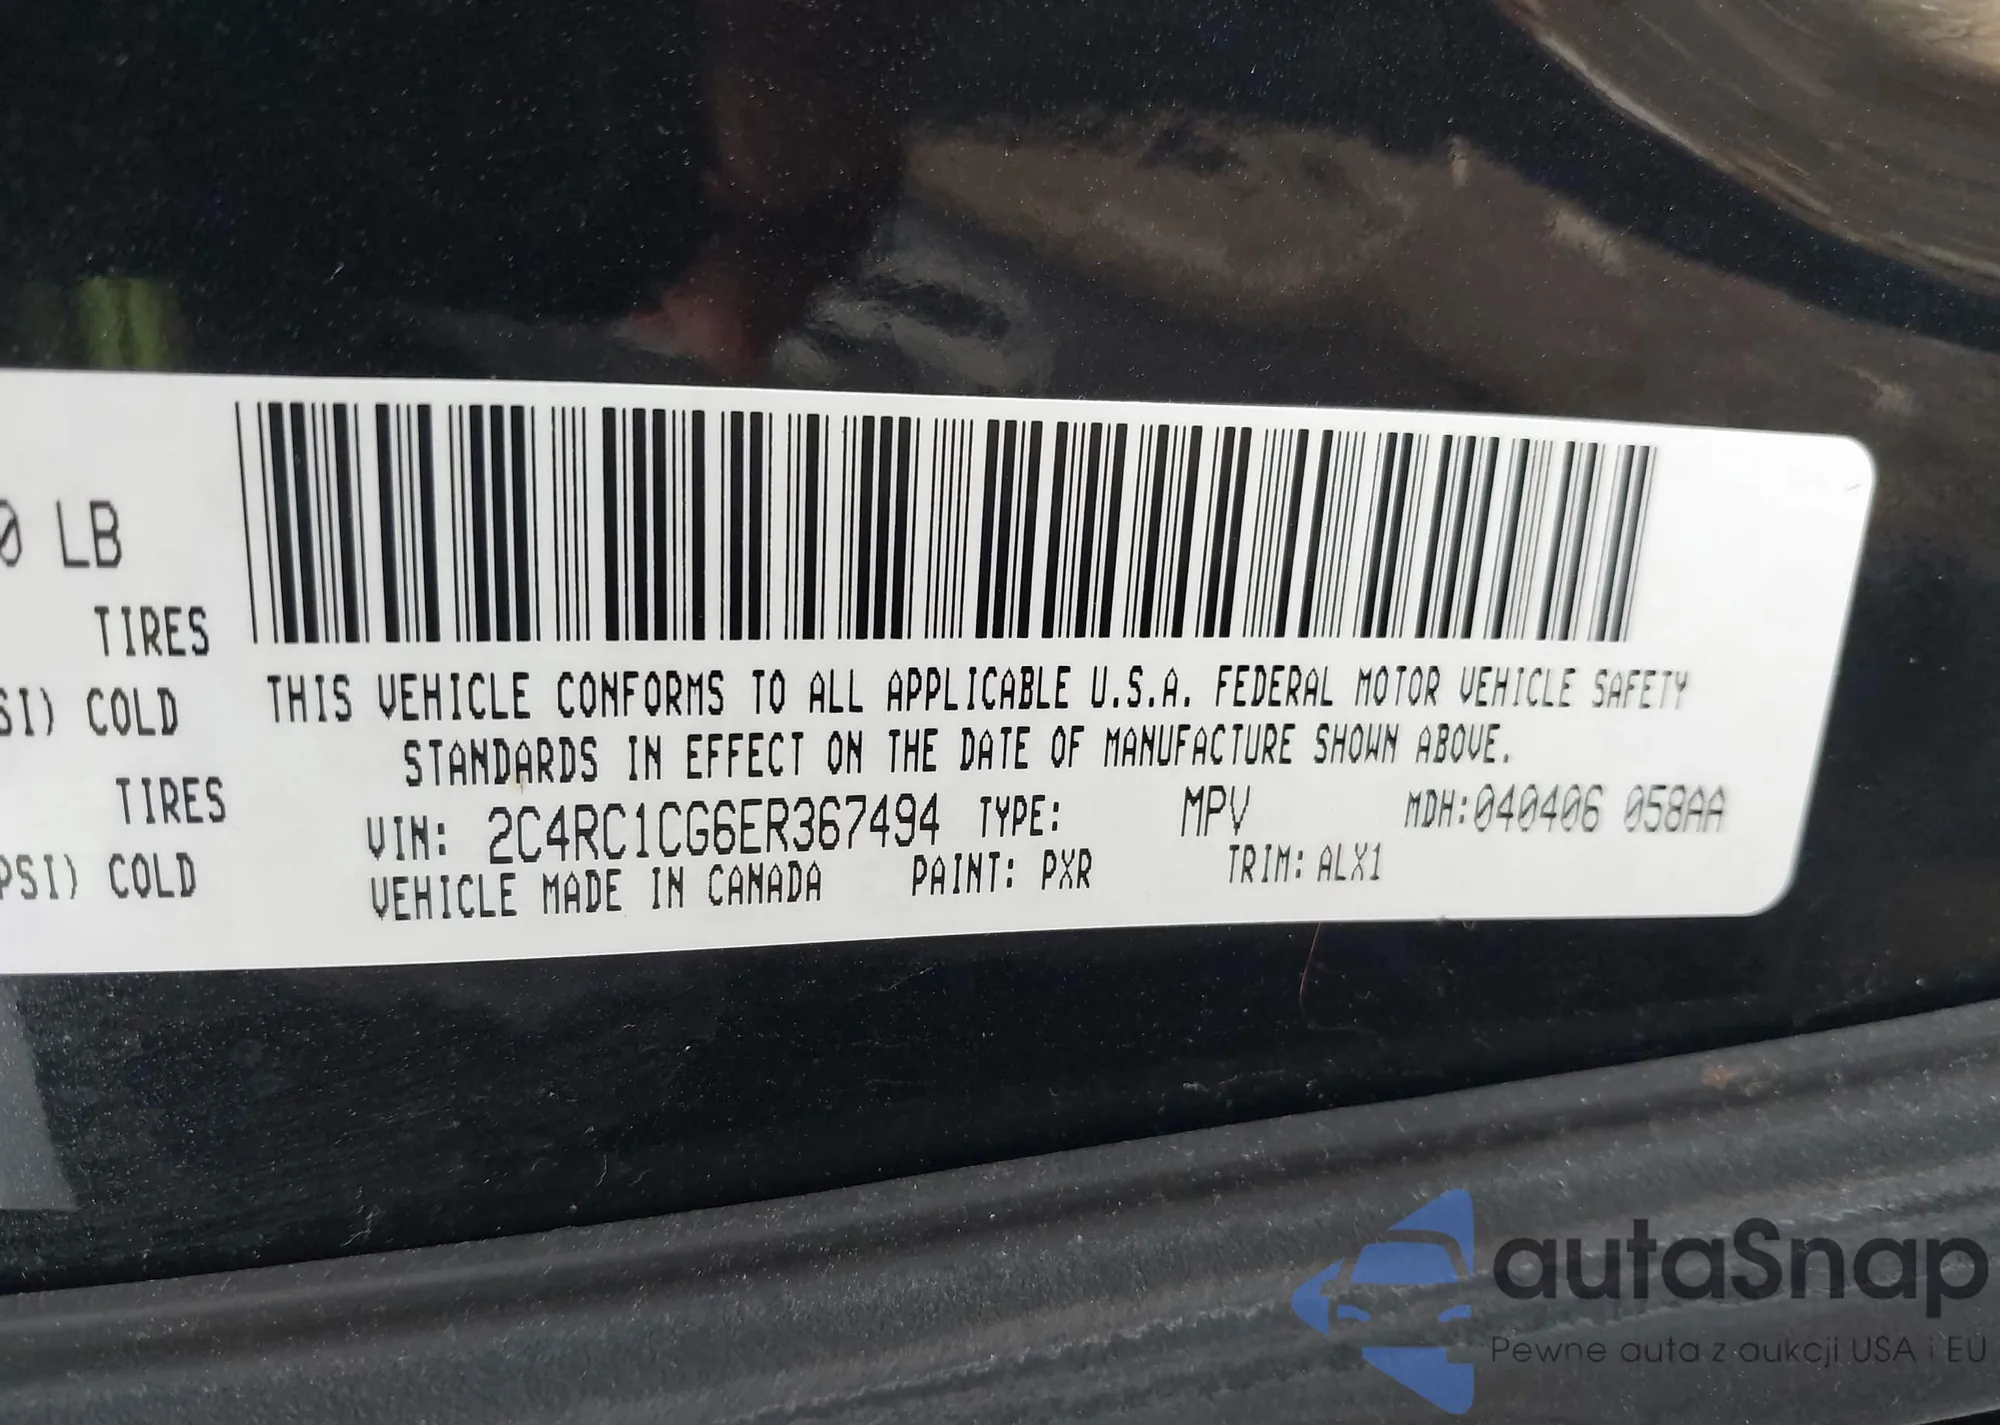 0 LB
TIRES
SI) COLD
TIRES
PSI) COLD
THIS VEHICLE CONFORMS TO ALL APPLICABLE U.S.A. FEDERAL MOTOR VEHICLE SAFETY
STANDARDS IN EFFECT ON THE DATE OF MANUFACTURE SHOWN ABOVE.
VIN: 2C4RC1CG6ER367494 TYPE: MPV MDH:040406 058AA
VEHICLE MADE IN CANADA PAINT: PXR TRIM: ALX1
autaSnap
Pewne auta z aukcji USA i EU